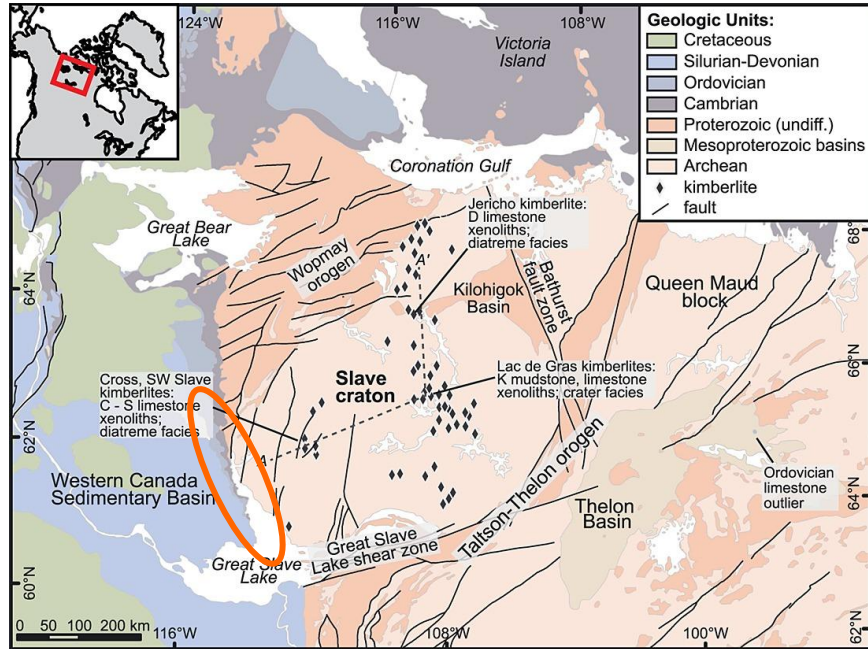 124°W
116°W
108°W
Victoria
Island
Geologic Units:
Cretaceous
Silurian-Devonian
Ordovician
Cambrian
Proterozoic (undiff.)
Mesoproterozoic basins
Archean
kimberlite
fault
Coronation Gulf
Jericho kimberlite:
D limestone
xenoliths;
diatreme facies
Great Bear
Lake
Wopmay
orogen
A'
Kilohigok
Basin
Bathurst
fault zone
Queen Maud
block
68°N
64°N
66°N
Cross, SW Slave
kimberlites:
C - S limestone
xenoliths;
diatreme facies
Slave
craton
Lac de Gras kimberlites:
K mudstone, limestone
xenoliths; crater facies
62°N
A
Western Canada
Sedimentary Basin
Ordovician
limestone
outlier
64°N
Thelon
Basin
Taltson-Thelon orogen
Great Slave
Lake shear zone
Great Slave
Lake
60°N
62°N
0 50 100 200 km
116°W
108°W
100°W